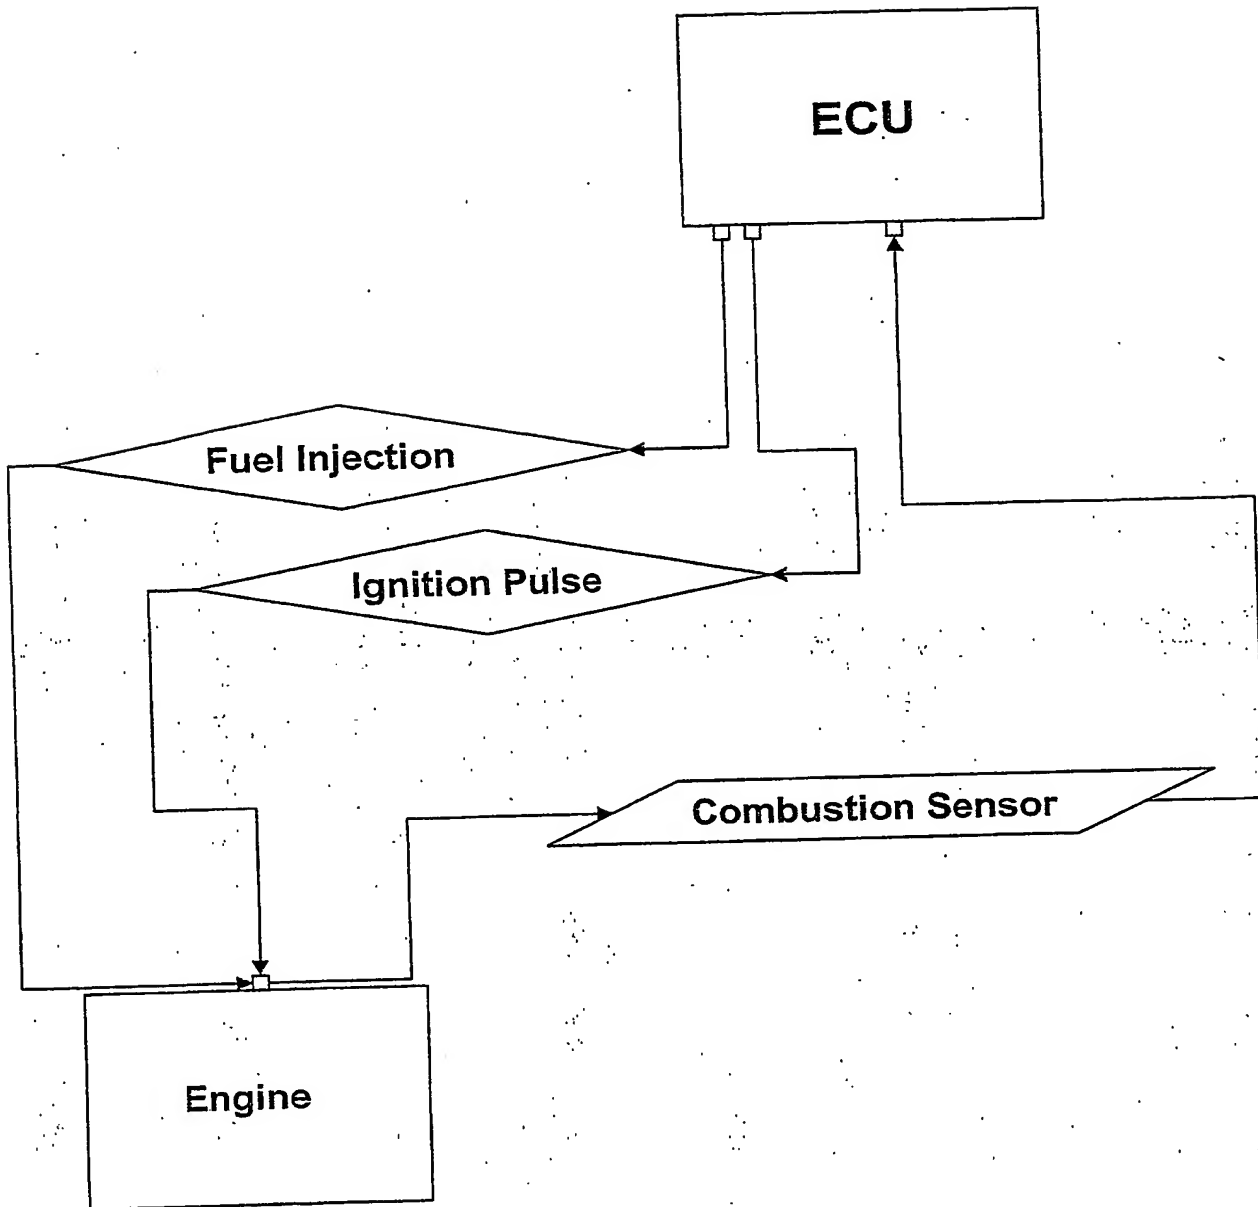 ECU
Fuel Injection
Ignition Pulse
Combustion Sensor
Engine